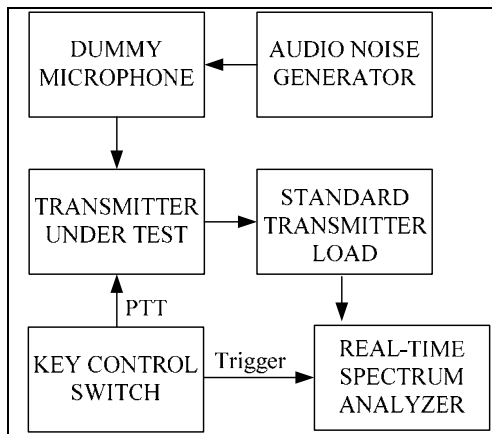 DUMMY
MICROPHONE
AUDIO NOISE
GENERATOR
TRANSMITTER
UNDER TEST
STANDARD
TRANSMITTER
LOAD
PTT
KEY CONTROL
SWITCH
Trigger
REAL-TIME
SPECTRUM
ANALYZER